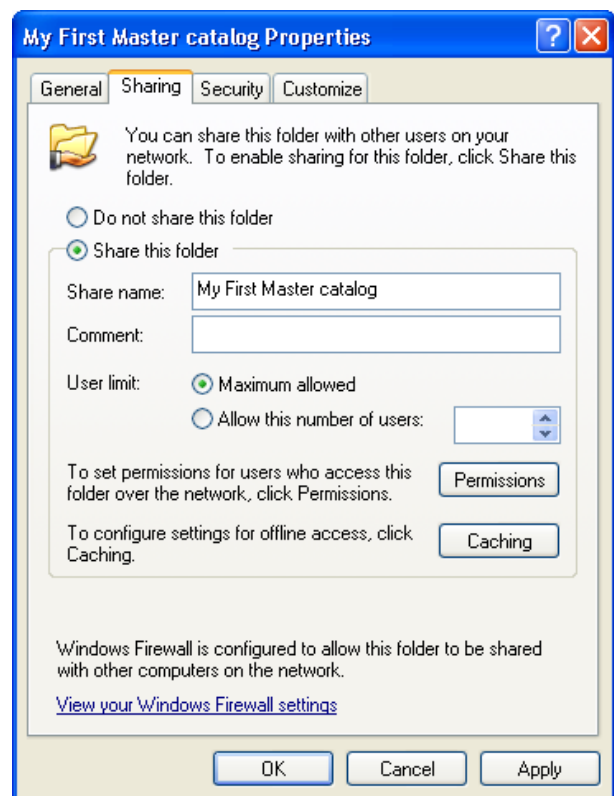 My First Master catalog Properties
General Sharing Security Customize
You can share this folder with other users on your
network. To enable sharing for this folder, click Share this
folder.
Do not share this folder
Share this folder
Share name: My First Master catalog
Comment:
User limit: Maximum allowed
Allow this number of users:
To set permissions for users who access this
folder over the network, click Permissions.
Permissions
To configure settings for offline access, click
Caching.
Caching
Windows Firewall is configured to allow this folder to be shared
with other computers on the network.
View your Windows Firewall settings
OK Cancel Apply